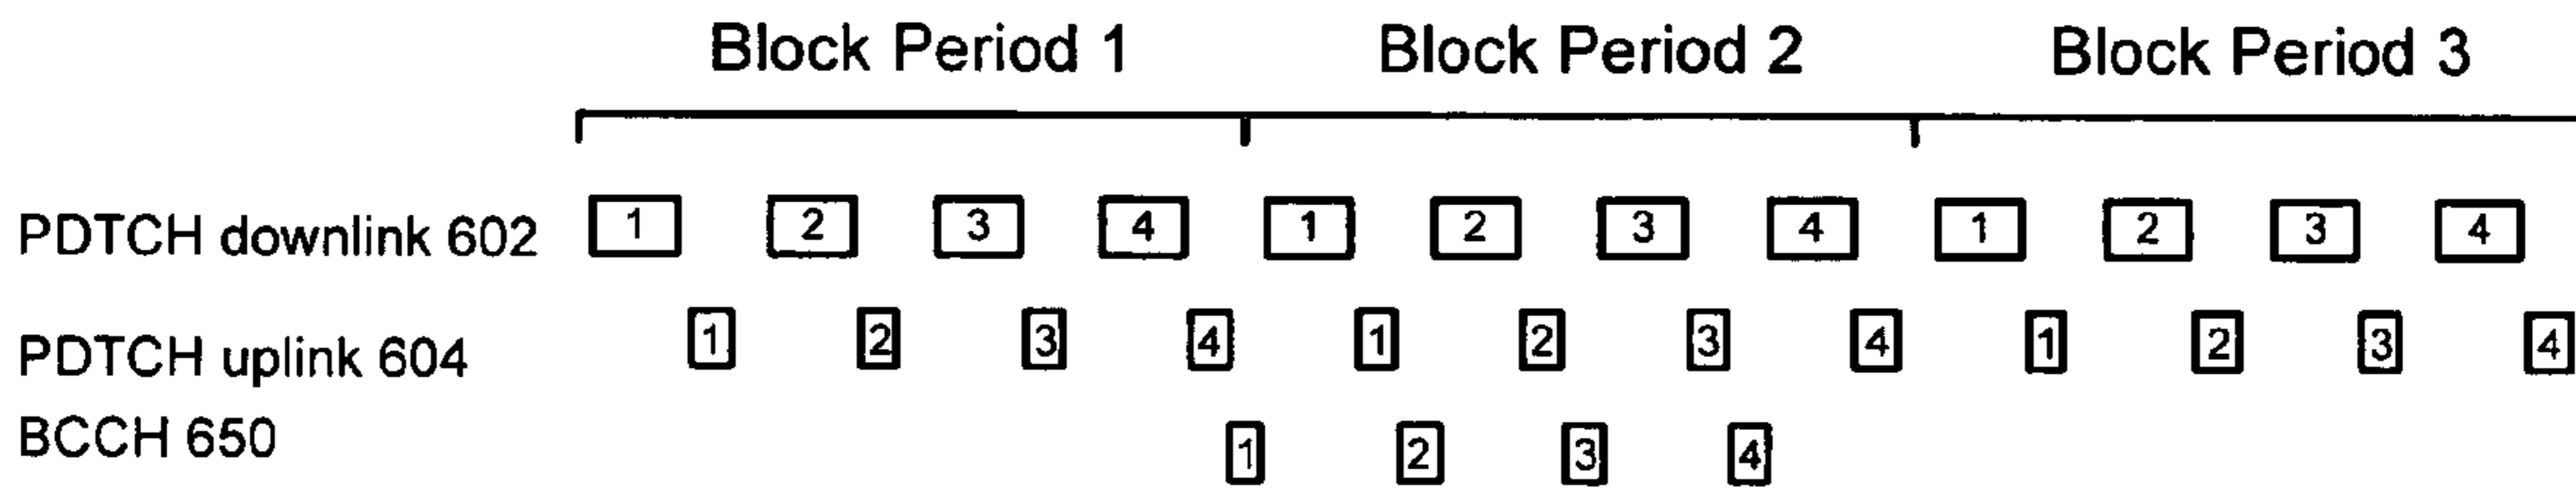 Block Period 1 Block Period 2 Block Period 3
PDTCH downlink 602 1 2 3 4 1 2 3 4 1 2 3 4
PDTCH uplink 604 1 2 3 4 1 2 3 4 1 2 3 4
BCCH 650 1 2 3 4